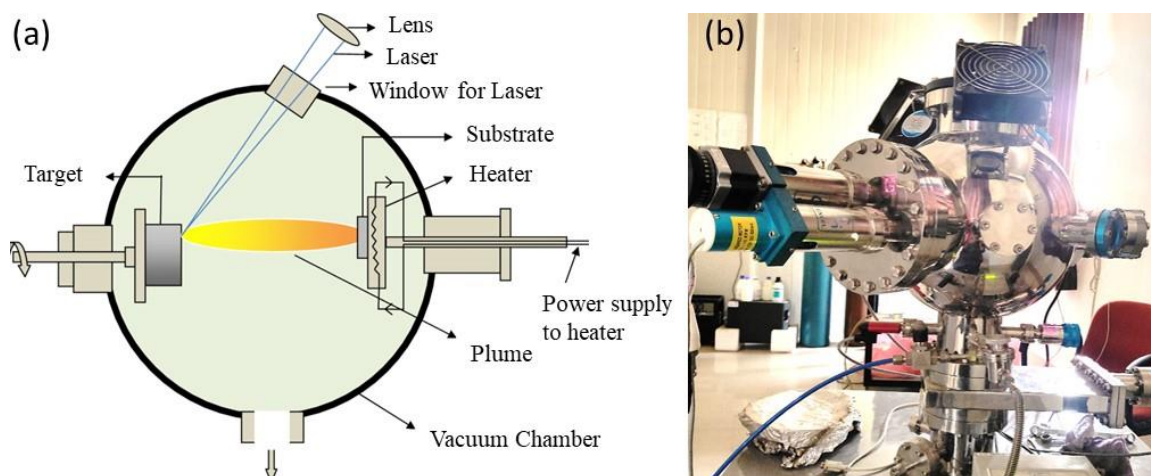 (a)
Lens
Laser
Window for Laser
Substrate
Heater
Target
Power supply
to heater
Plume
Vacuum Chamber
(b)